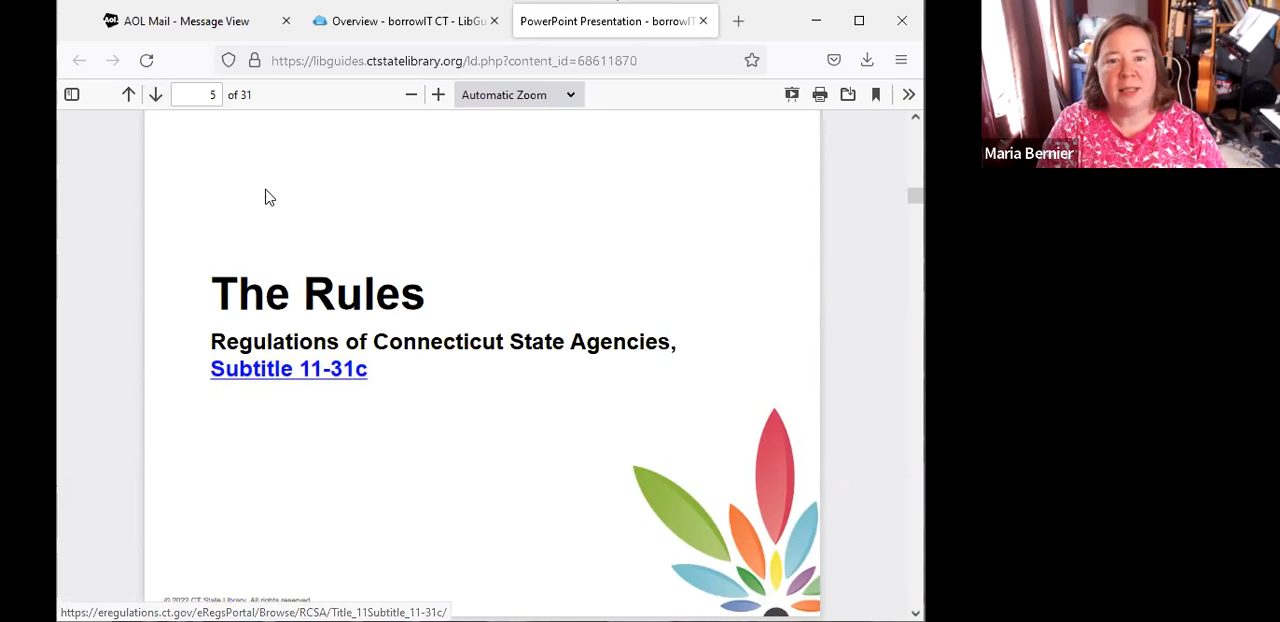 Aol.
AOL Mail - Message View
Overview - borrowIT CT - LibGu
PowerPoint Presentation - borrowIT
https://libguides.ctstatelibrary.org/ld.php?content_id=68611870
5 of 31
Automatic Zoom
Maria Bernier
The Rules
Regulations of Connecticut State Agencies,
Subtitle 11-31c
© 2022 CT State Library. All rights reserved
https://eregulations.ct.gov/eRegsPortal/Browse/RCSA/Title_11Subtitle_11-31c/